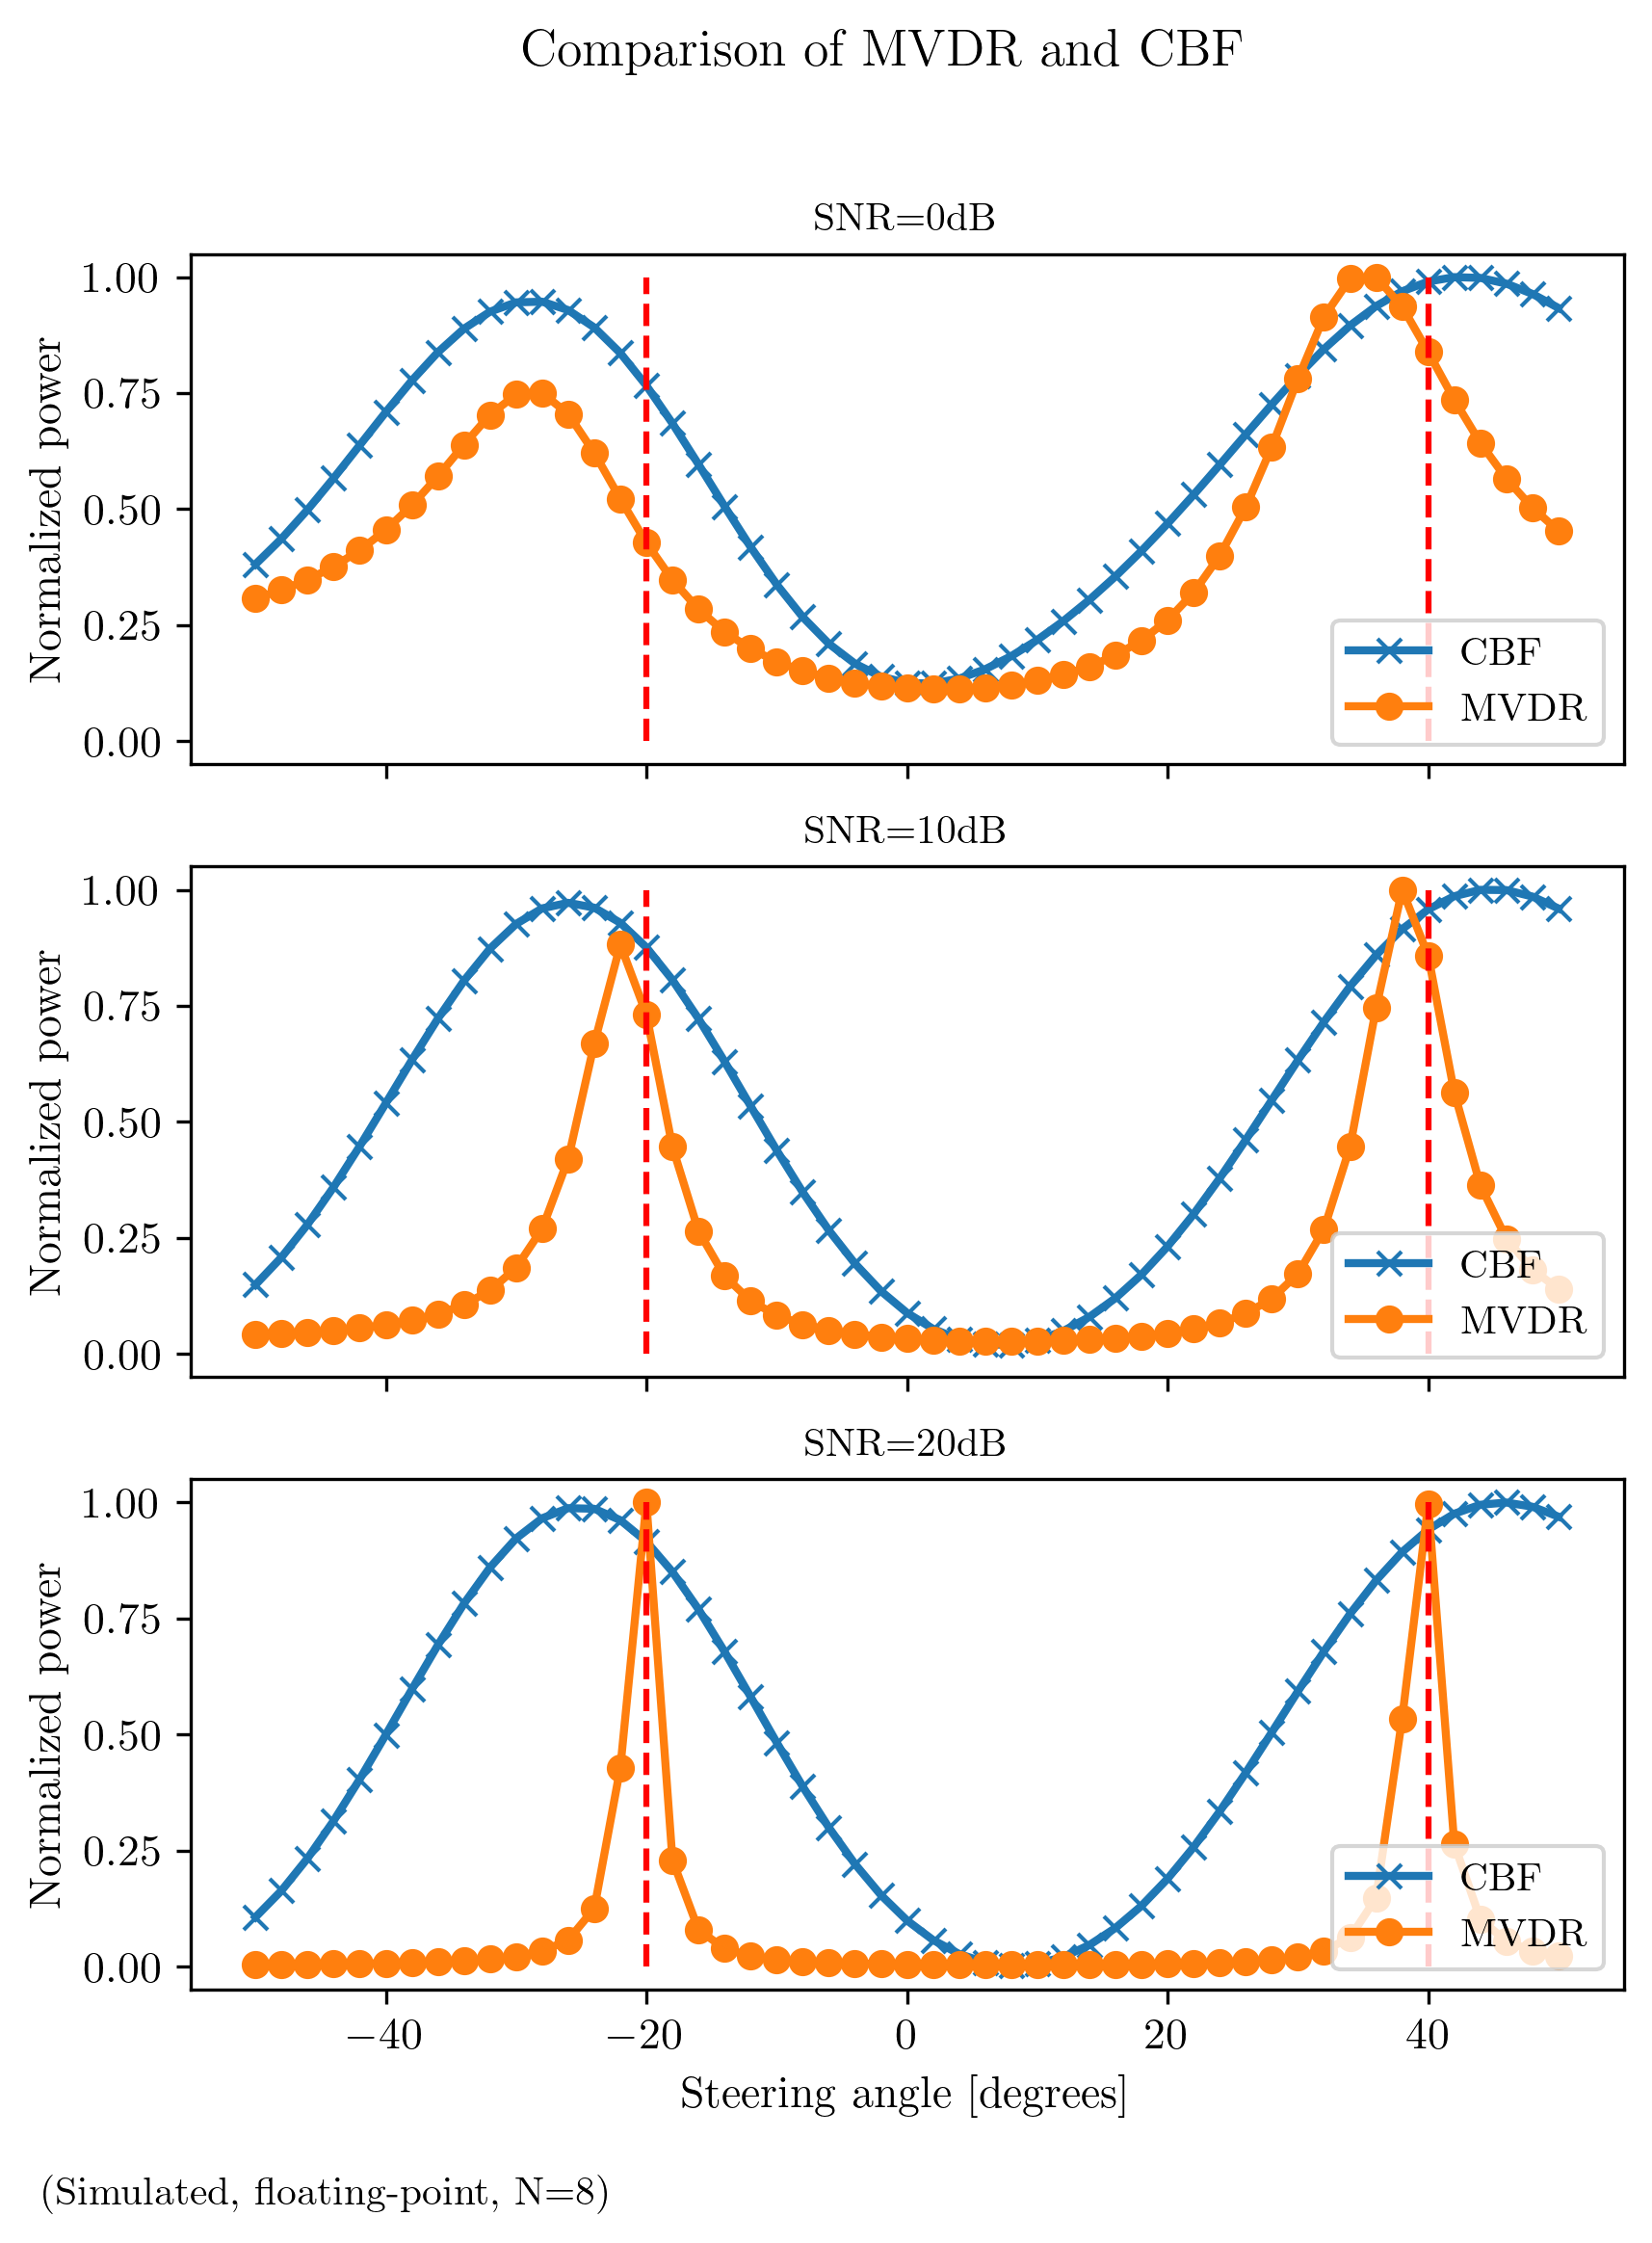 Comparison of MVDR and CBF
SNR=0dB
1.00
0.75
0.50
0.25
0.00
Normalized power
CBF
MVDR
SNR=10dB
1.00
0.75
0.50
0.25
0.00
Normalized power
CBF
MVDR
SNR=20dB
1.00
0.75
0.50
0.25
0.00
Normalized power
CBF
MVDR
−40 −20 0 20 40
Steering angle [degrees]
(Simulated, floating-point, N=8)